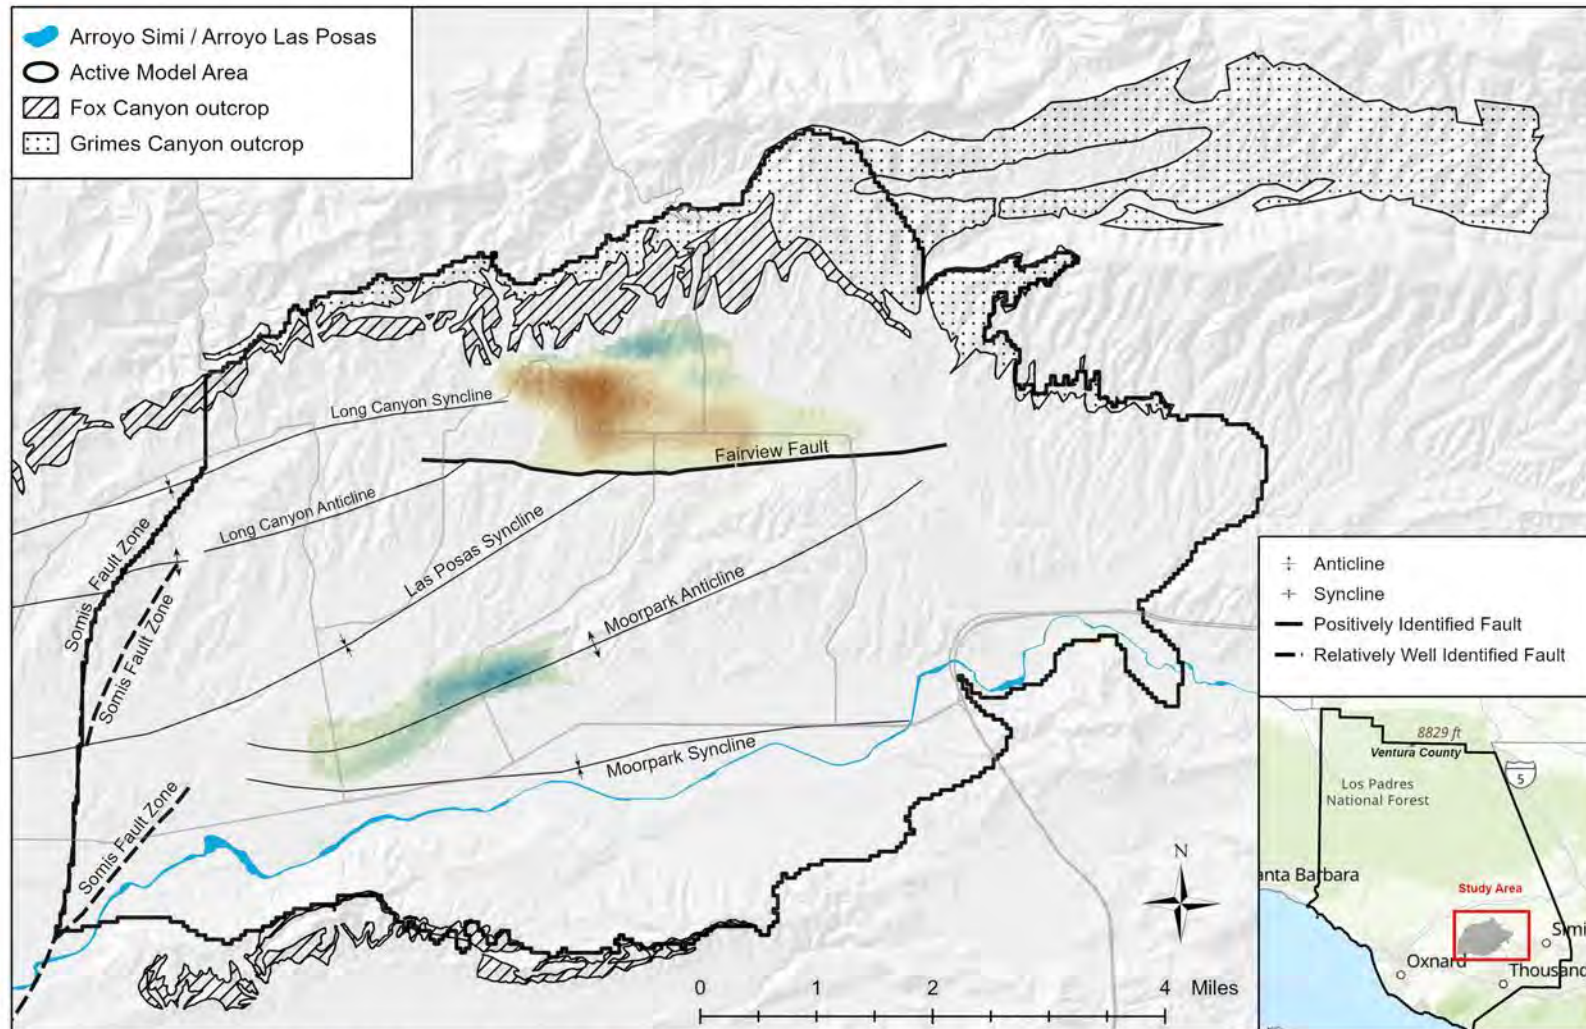 Arroyo Simi / Arroyo Las Posas
Active Model Area
Fox Canyon outcrop
Grimes Canyon outcrop
Long Canyon Syncline
Fairview Fault
Long Canyon Anticline
Las Posas Syncline
Somis Fault Zone
Somis Fault Zone
Moorpark Anticline
Moorpark Syncline
Somis Fault Zone
Anticline
Syncline
Positively Identified Fault
Relatively Well Identified Fault
8829 ft
Ventura County
5
Los Padres
National Forest
anta Barbara
Study Area
Simi
Oxnard
Thousand
N
0 1 2 4 Miles